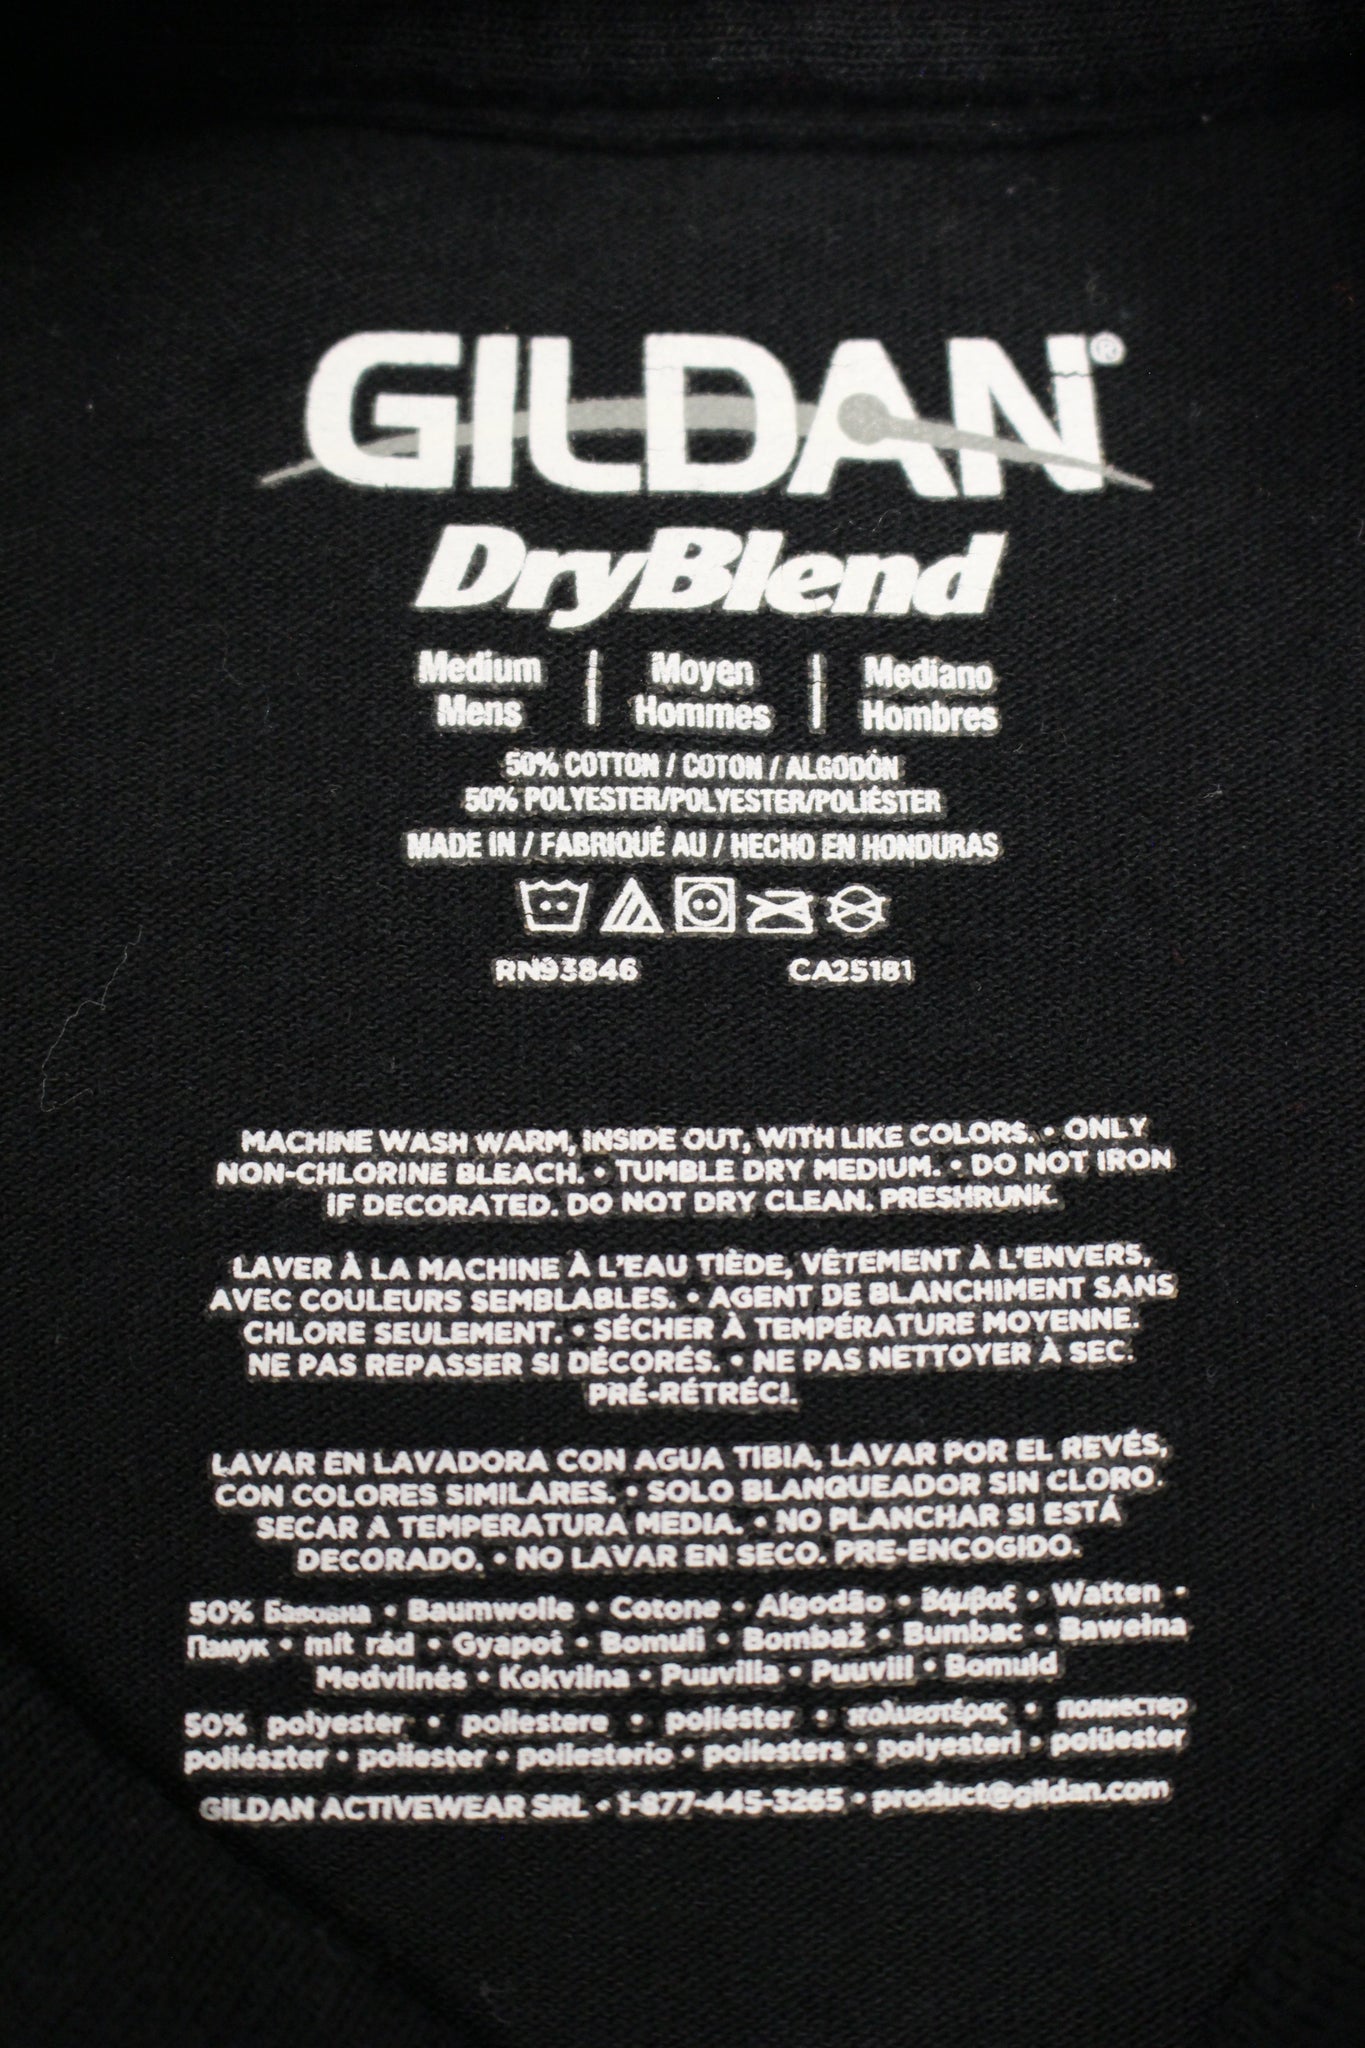 GILDAN®
DryBlend
Medium | Moyen | Mediano
Mens | Hommes | Hombres
50% COTTON / COTON / ALGODÓN
50% POLYESTER/POLYESTER/POLIÉSTER
MADE IN / FABRIQUÉ AU / HECHO EN HONDURAS
RN93846 CA25181
MACHINE WASH WARM, INSIDE OUT, WITH LIKE COLORS. • ONLY
NON-CHLORINE BLEACH. • TUMBLE DRY MEDIUM. • DO NOT IRON
IF DECORATED. DO NOT DRY CLEAN. PRESHRUNK.
LAVER À LA MACHINE À L'EAU TIÈDE, VÊTEMENT À L'ENVERS,
AVEC COULEURS SEMBLABLES. • AGENT DE BLANCHIMENT SANS
CHLORE SEULEMENT. • SÉCHER À TEMPÉRATURE MOYENNE.
NE PAS REPASSER SI DÉCORÉS. • NE PAS NETTOYER À SEC.
PRÉ-RÉTRÉCI.
LAVAR EN LAVADORA CON AGUA TIBIA, LAVAR POR EL REVÉS,
CON COLORES SIMILARES. • SOLO BLANQUEADOR SIN CLORO.
SECAR A TEMPERATURA MEDIA. • NO PLANCHAR SI ESTÁ
DECORADO. • NO LAVAR EN SECO. PRE-ENCOGIDO.
50% • Baumwolle • Cotone • Algodão • Βάμβαξ • Watten •
Памук • mít rád • Gyapot • Bomuli • Bombaž • Bumbac • Bawełna
Medvilnės • Kokvilna • Puuvilla • Puuvill • Bomuld
50% polyester • poliestere • poliéster • πολυεστέρας • полиестер
poliészter • poliester • poliesterio • poliesters • polyesteri • polüester
GILDAN ACTIVEWEAR SRL • 1-877-445-3265 • product@gildan.com